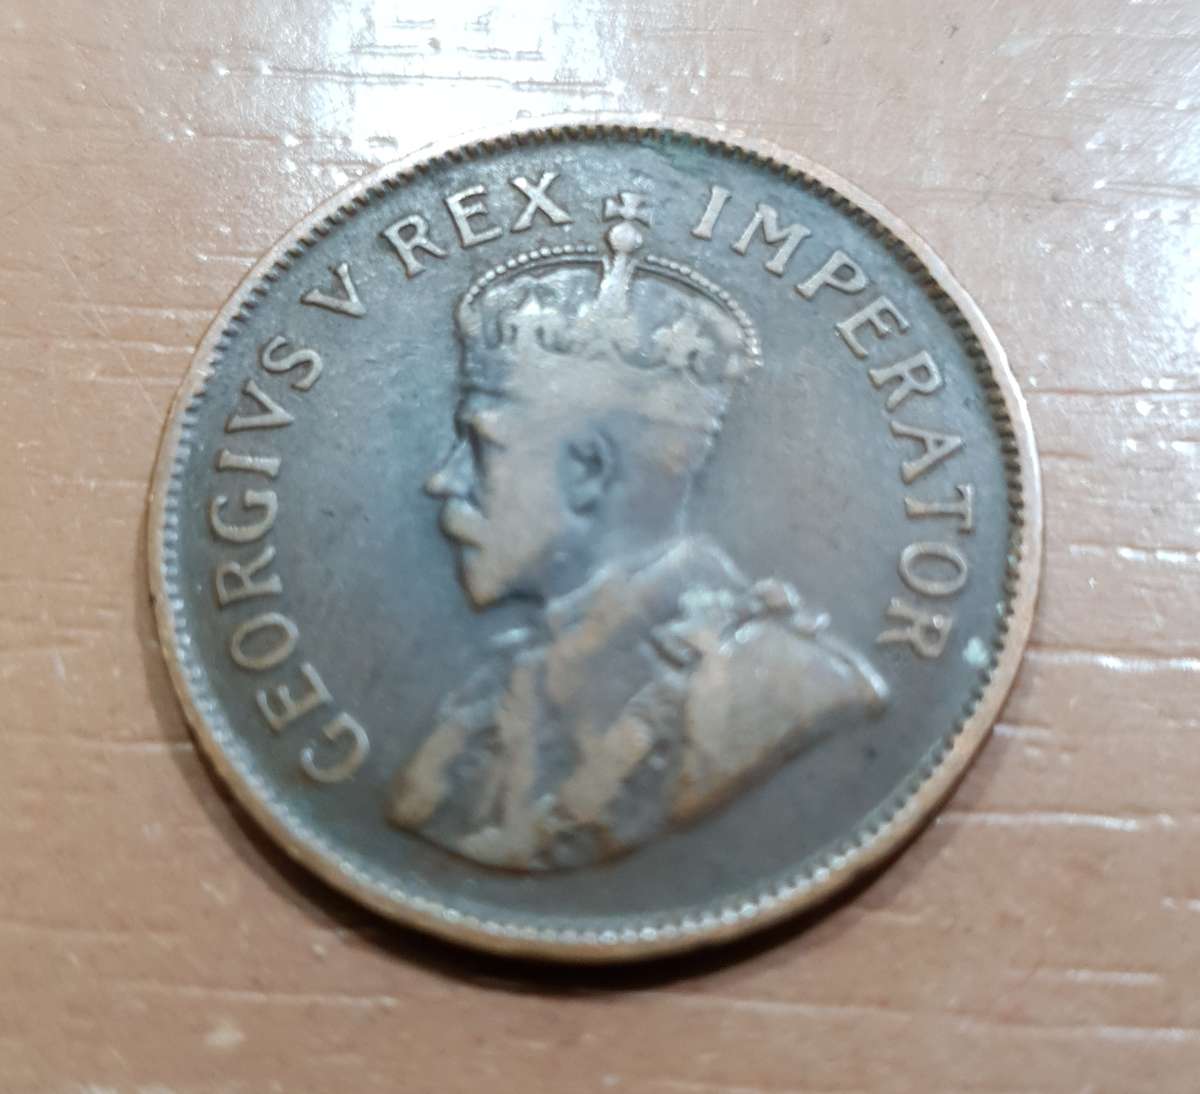 GEORGIVS V REX IMPERATOR